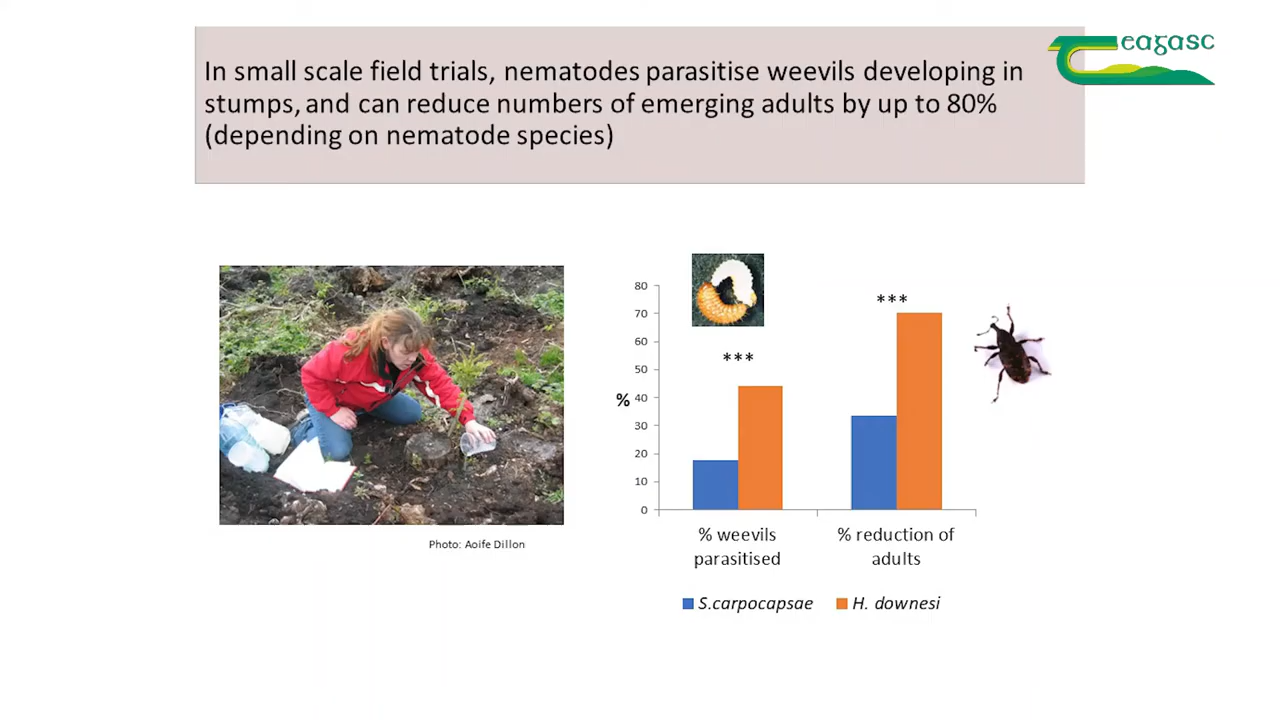 In small scale field trials, nematodes parasitise weevils developing in
stumps, and can reduce numbers of emerging adults by up to 80%
(depending on nematode species)
eagasc
Photo: Aoife Dillon
80
70
60
50
40
30
20
10
0
%
***
***
% weevils
parasitised
% reduction of
adults
S.carpocapsae
H. downesi